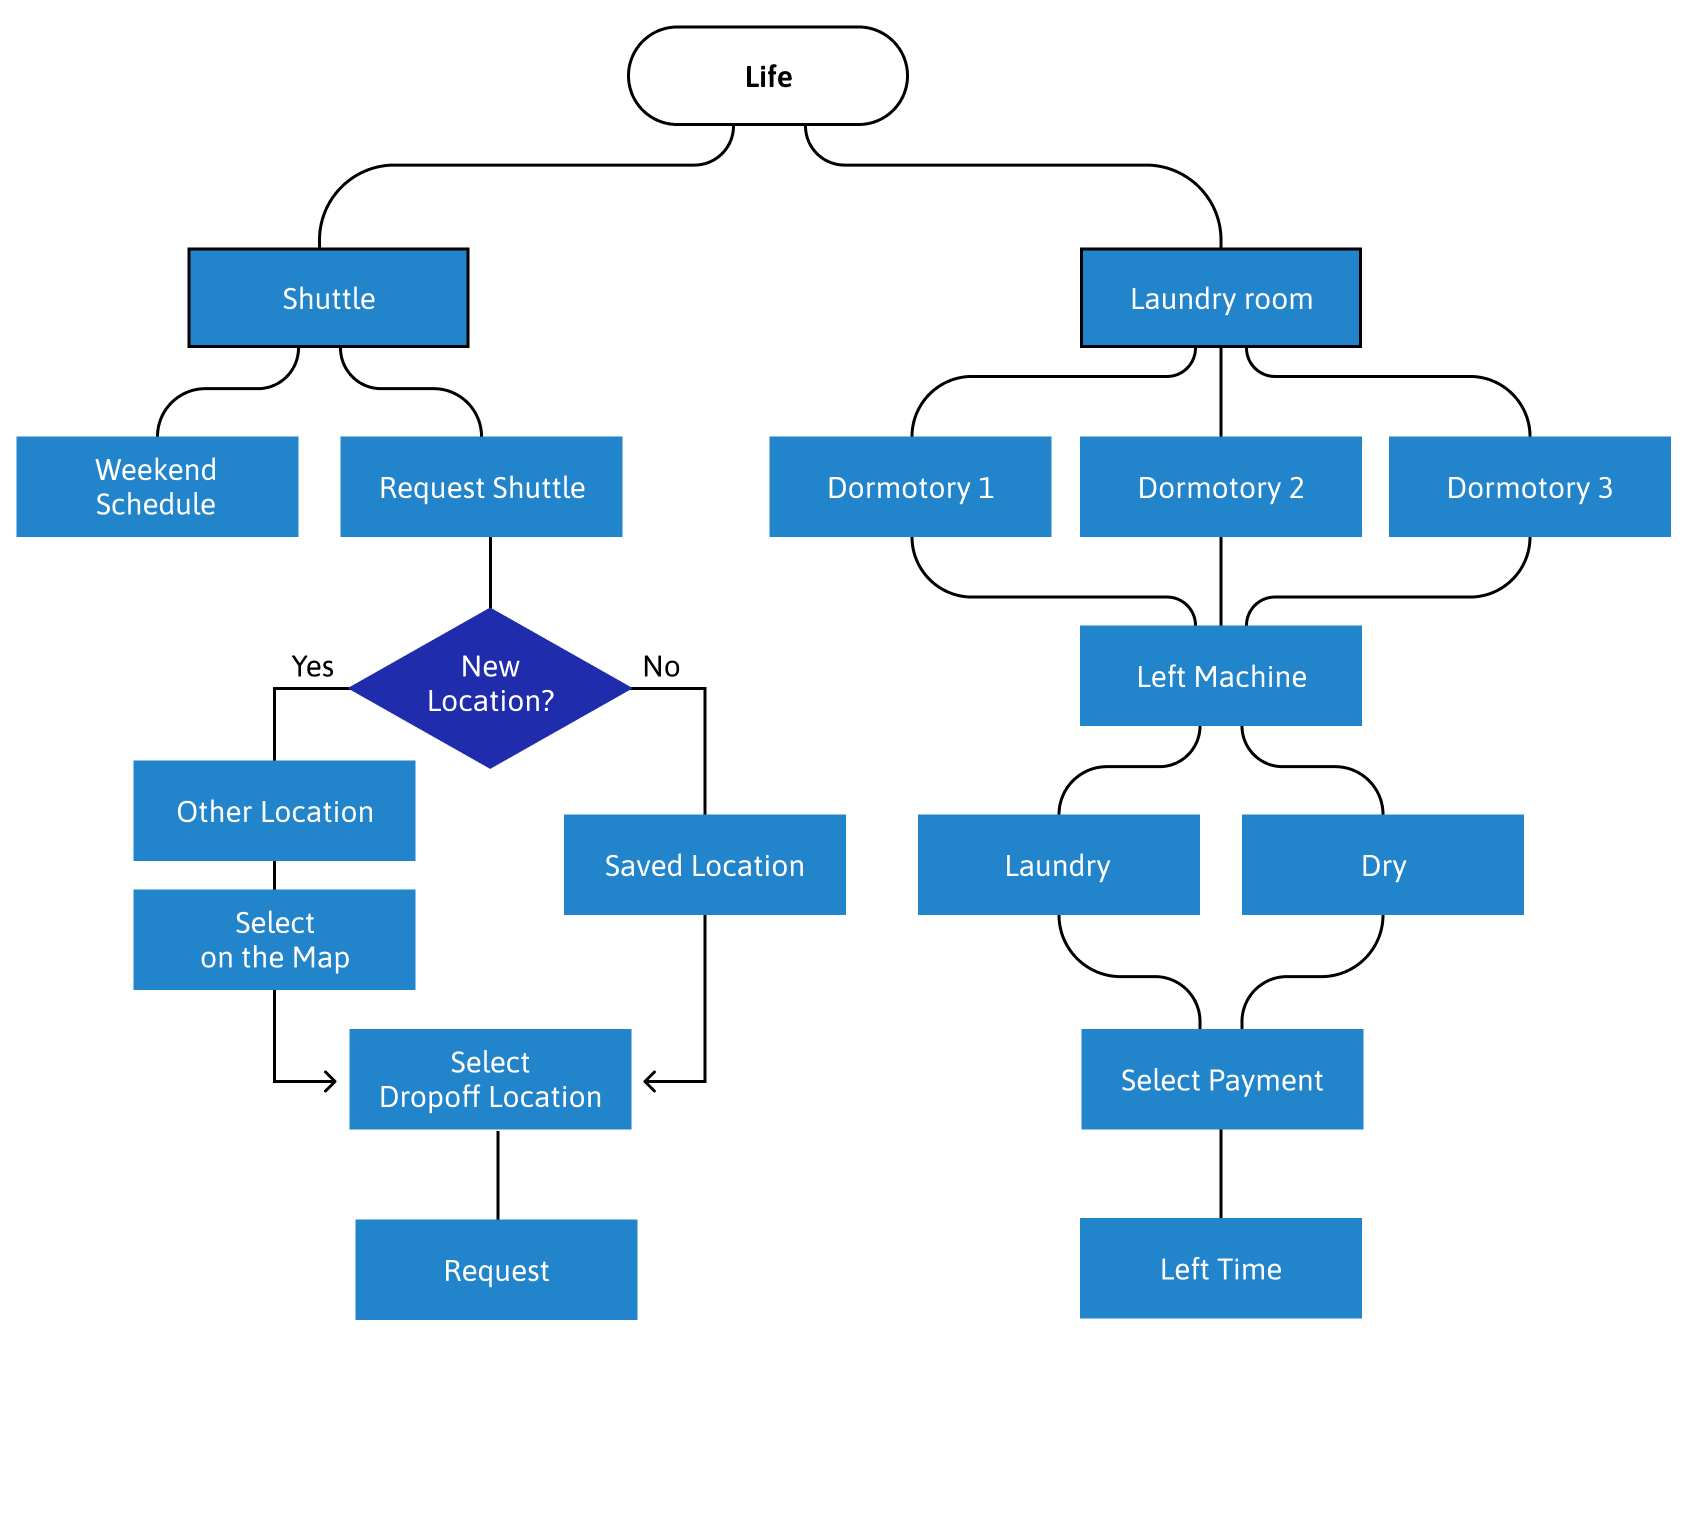 Life
Shuttle
Laundry room
Weekend
Schedule
Request Shuttle
Dormotory 1
Dormotory 2
Dormotory 3
Yes
New
Location?
No
Left Machine
Other Location
Saved Location
Laundry
Dry
Select
on the Map
Select
Dropoff Location
Select Payment
Request
Left Time